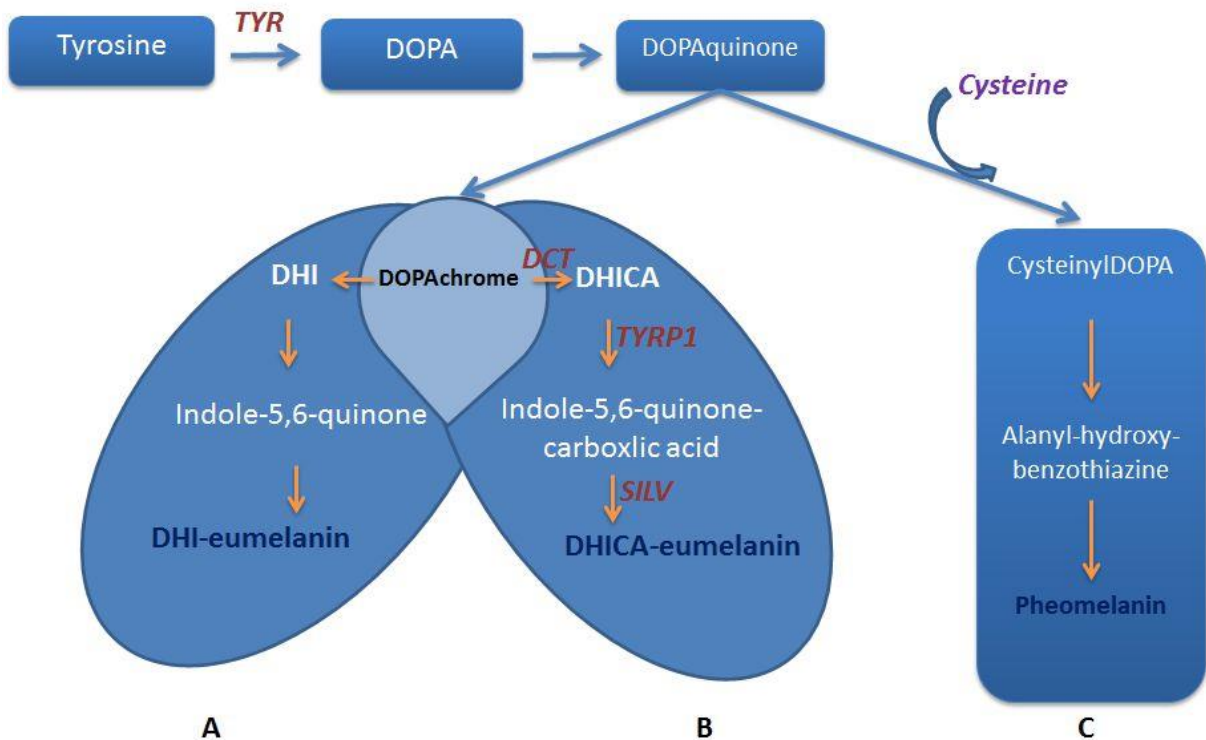 TYR
Tyrosine
DOPA
DOPAquinone
Cysteine
DHI
DOPAchrome
DCT
DHICA
TYRP1
Indole-5,6-quinone
Indole-5,6-quinone-
carboxlic acid
SILV
DHI-eumelanin
DHICA-eumelanin
CysteinylDOPA
Alanyl-hydroxy-
benzothiazine
Pheomelanin
A
B
C